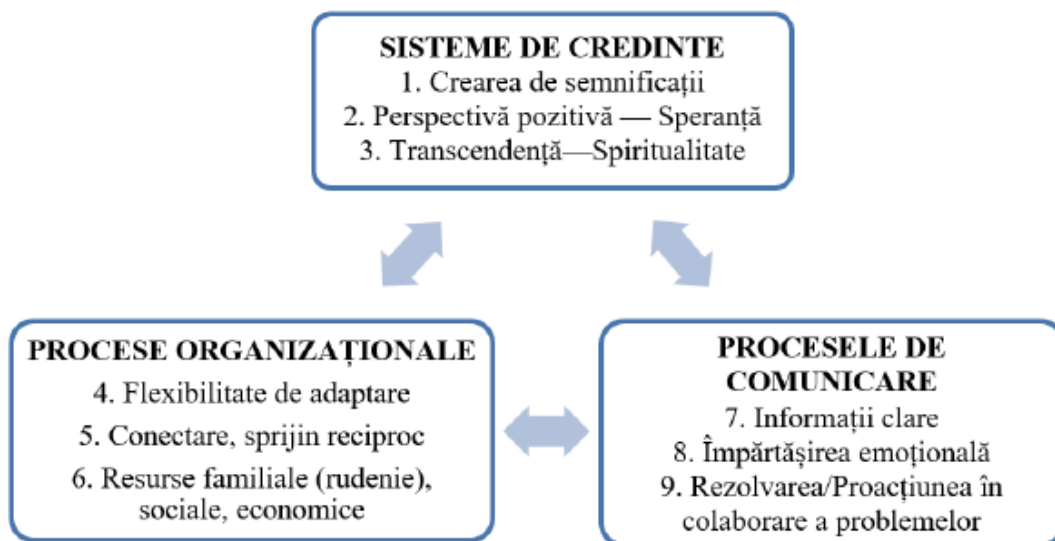 SISTEME DE CREDINTE
1. Crearea de semnificații
2. Perspectivă pozitivă — Speranță
3. Transcendență—Spiritualitate
PROCESE ORGANIZAȚIONALE
4. Flexibilitate de adaptare
5. Conectare, sprijin reciproc
6. Resurse familiale (rudenie),
sociale, economice
PROCESELE DE
COMUNICARE
7. Informații clare
8. Împărtășirea emoțională
9. Rezolvarea/Proacțiunea în
colaborare a problemelor